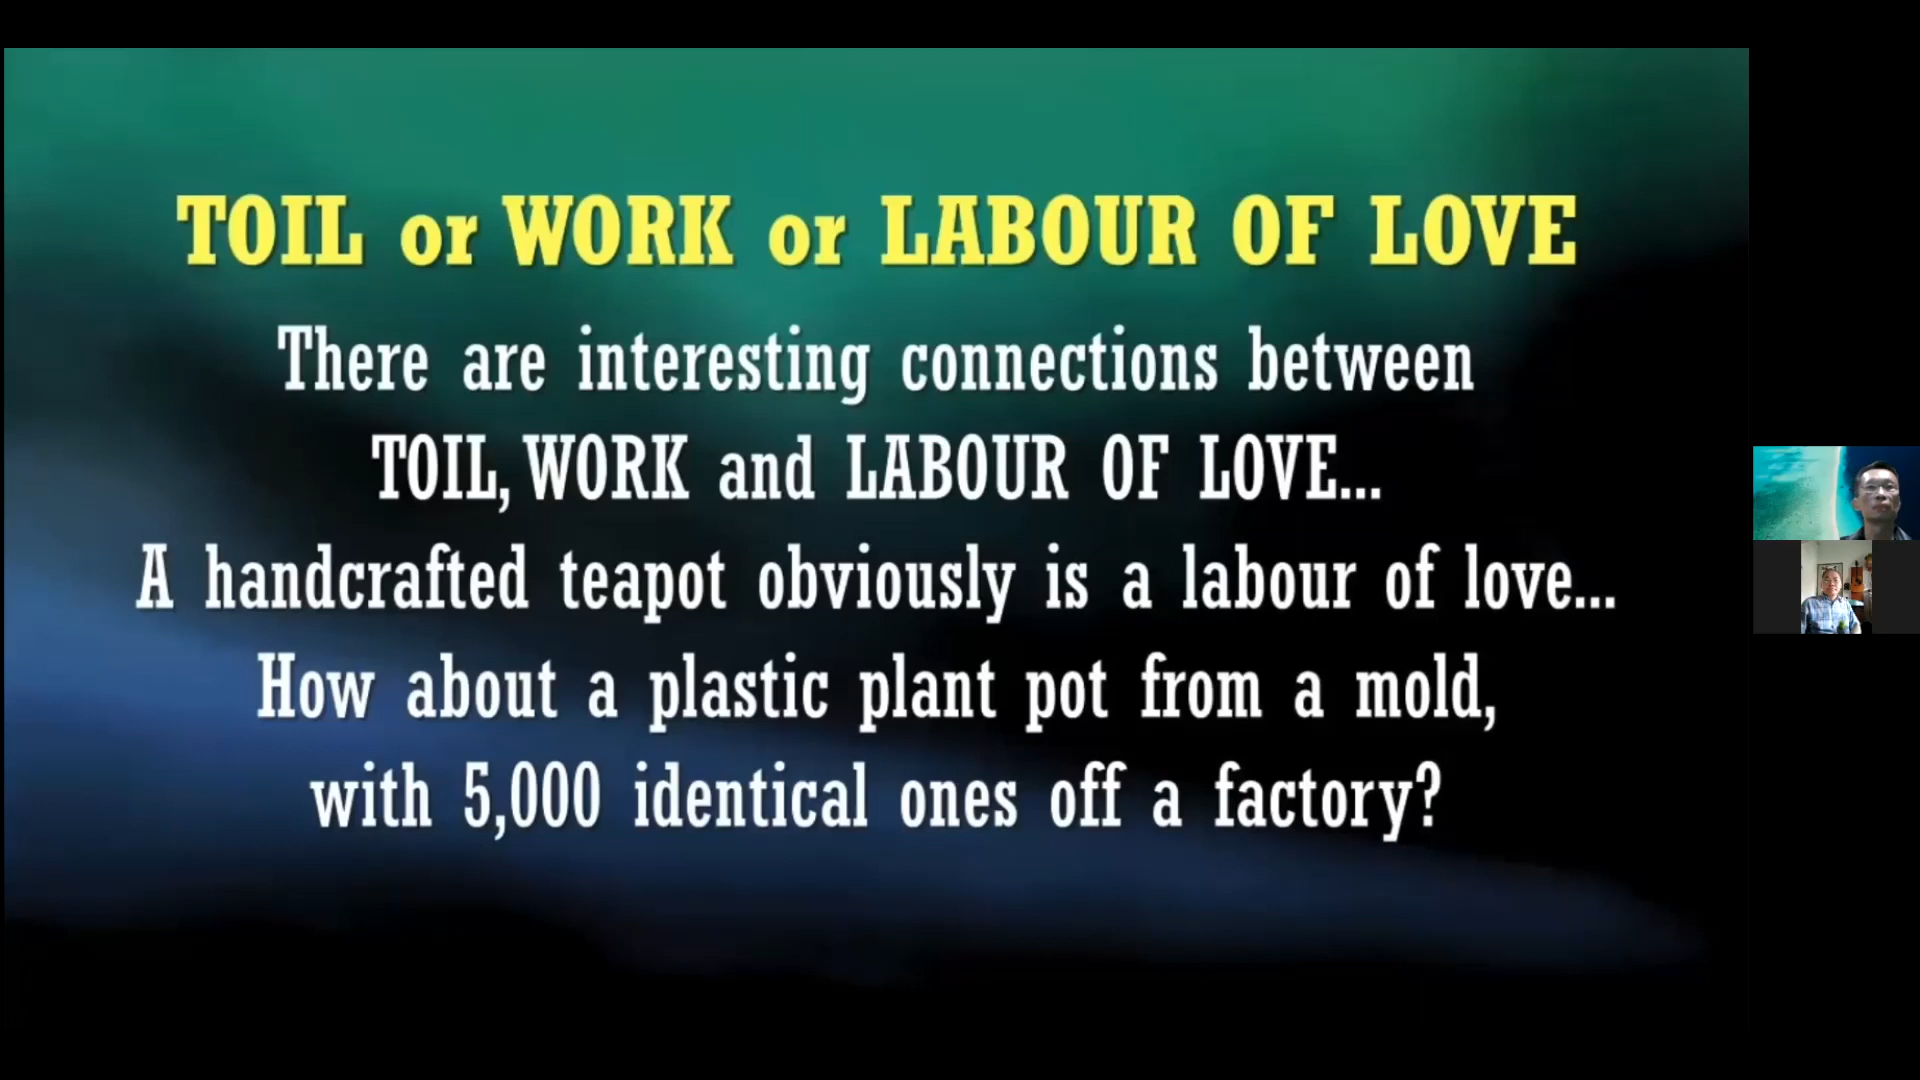 TOIL or WORK or LABOUR OF LOVE
There are interesting connections between
TOIL, WORK and LABOUR OF LOVE...
A handcrafted teapot obviously is a labour of love...
How about a plastic plant pot from a mold,
with 5,000 identical ones off a factory?